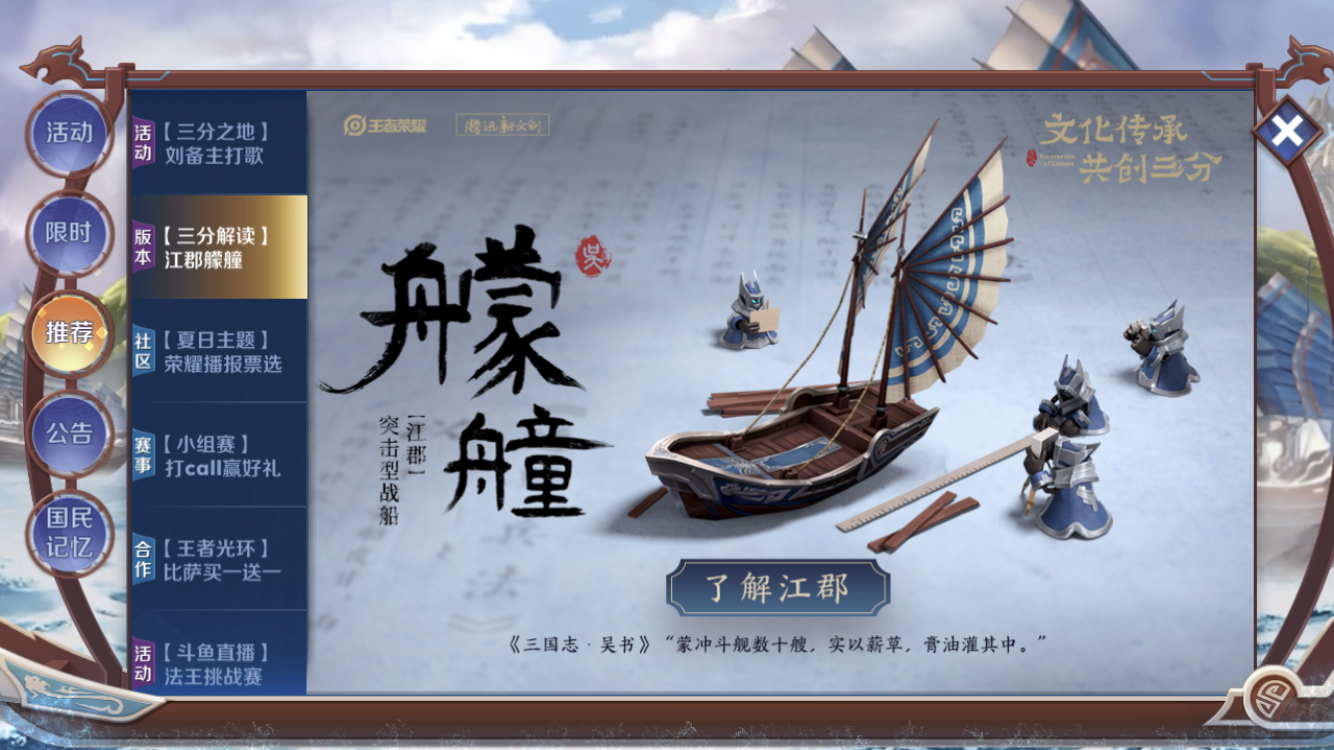 活动
限时
推荐
公告
国民
记忆
活动
【三分之地】
刘备主打歌
版本
【三分解读】
江郡艨艟
社区
【夏日主题】
荣耀播报票选
赛事
【小组赛】
打call赢好礼
合作
【王者光环】
比萨买一送一
活动
【斗鱼直播】
法王挑战赛
王者荣耀
腾讯新文创
文化传承
共创三分
吴
艨艟
【江郡】
突击型战船
了解江郡
《三国志·吴书》“蒙冲斗舰数十艘，实以薪草，膏油灌其中。”